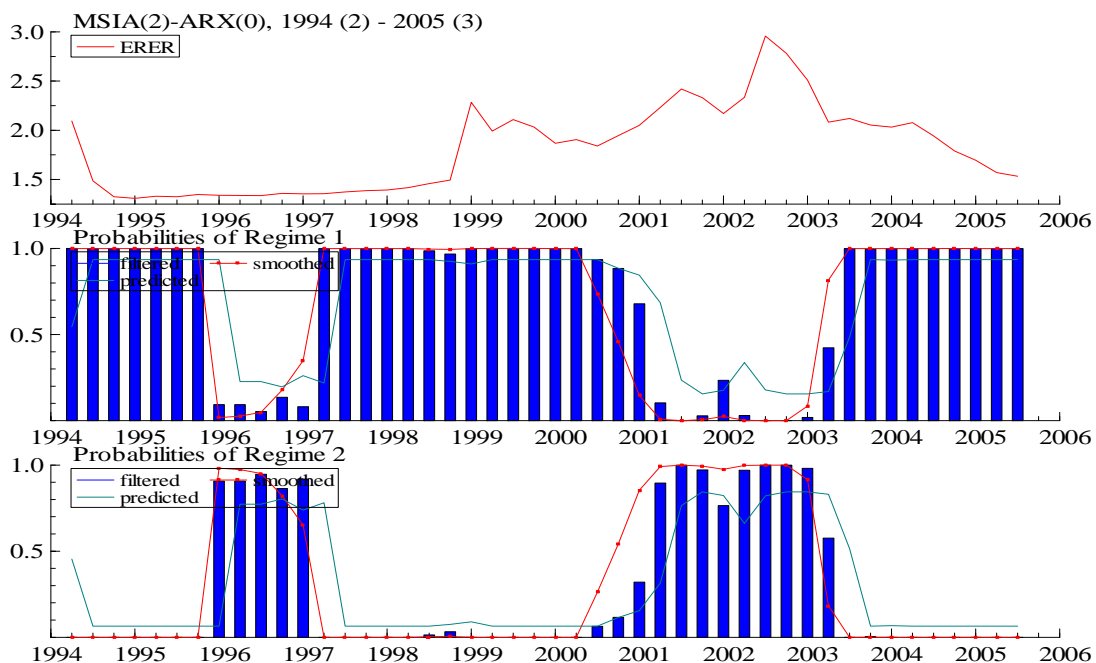 MSIA(2)-ARX(0), 1994 (2) - 2005 (3)
3.0
ERER
2.5
2.0
1.5
1994 1995 1996 1997 1998 1999 2000 2001 2002 2003 2004 2005 2006
Probabilities of Regime 1
1.0
filtered smoothed
predicted
0.5
1994 1995 1996 1997 1998 1999 2000 2001 2002 2003 2004 2005 2006
Probabilities of Regime 2
1.0
filtered smoothed
predicted
0.5
1994 1995 1996 1997 1998 1999 2000 2001 2002 2003 2004 2005 2006